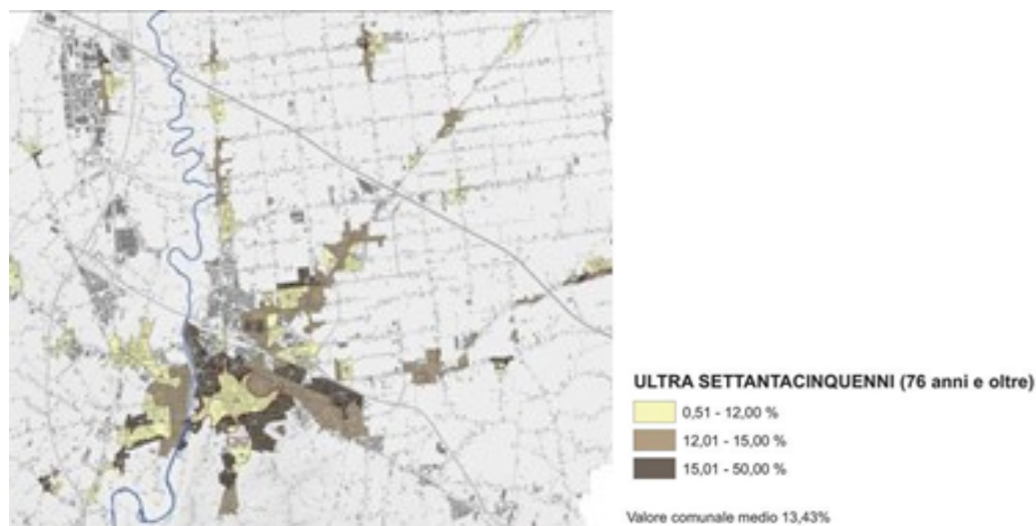 ULTRA SETTANTACINQUENNI (76 anni e oltre)
0,51 - 12,00 %
12,01 - 15,00 %
15,01 - 50,00 %
Valore comunale medio 13,43%